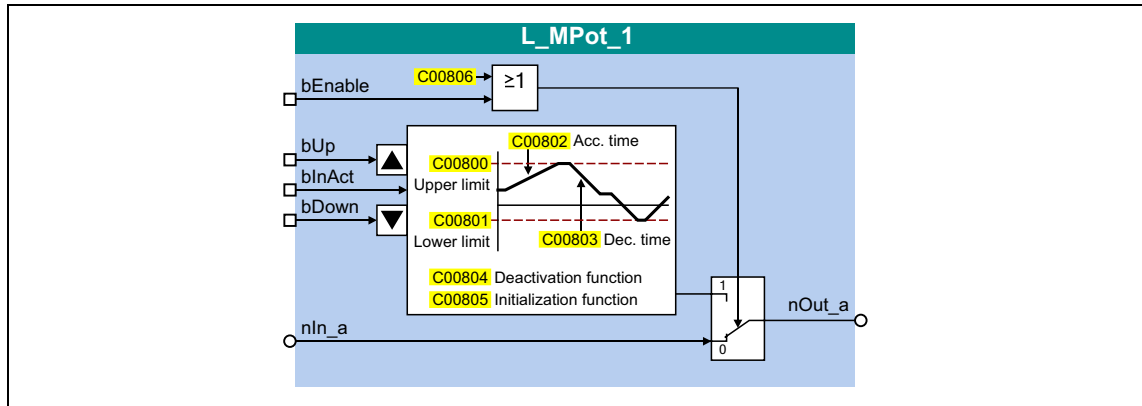 L_MPot_1
C00806
≥1
bEnable
C00802 Acc. time
bUp
C00800
Upper limit
bInAct
bDown
C00801
Lower limit
C00803 Dec. time
C00804 Deactivation function
C00805 Initialization function
1
nOut_a
nIn_a
0